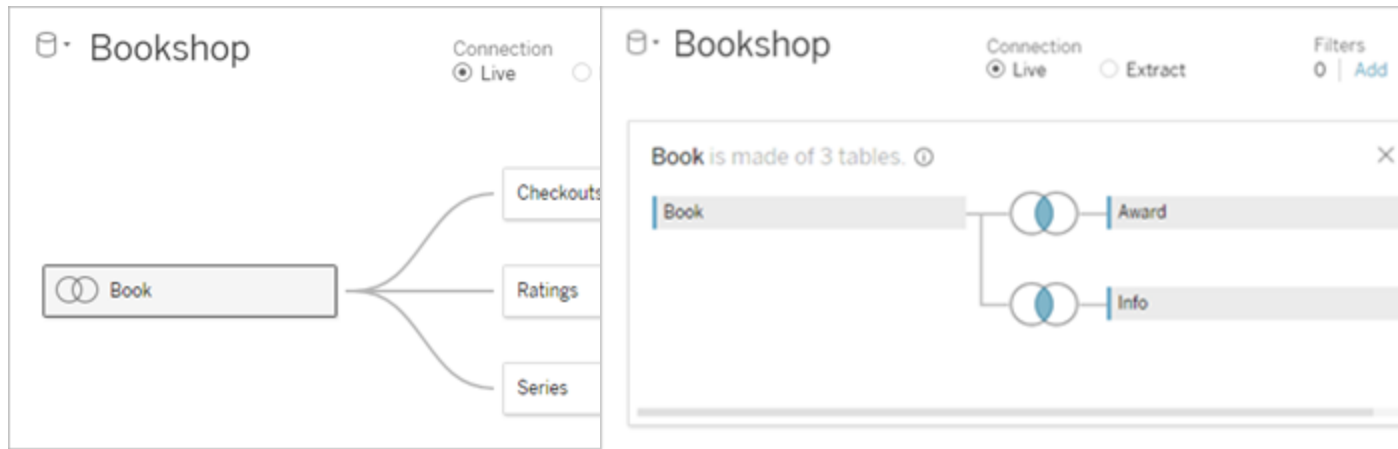 Bookshop
Connection
Live
Checkouts
Book
Ratings
Series
Bookshop
Connection
Live Extract
Filters
0 Add
Book is made of 3 tables.
Book
Award
Info